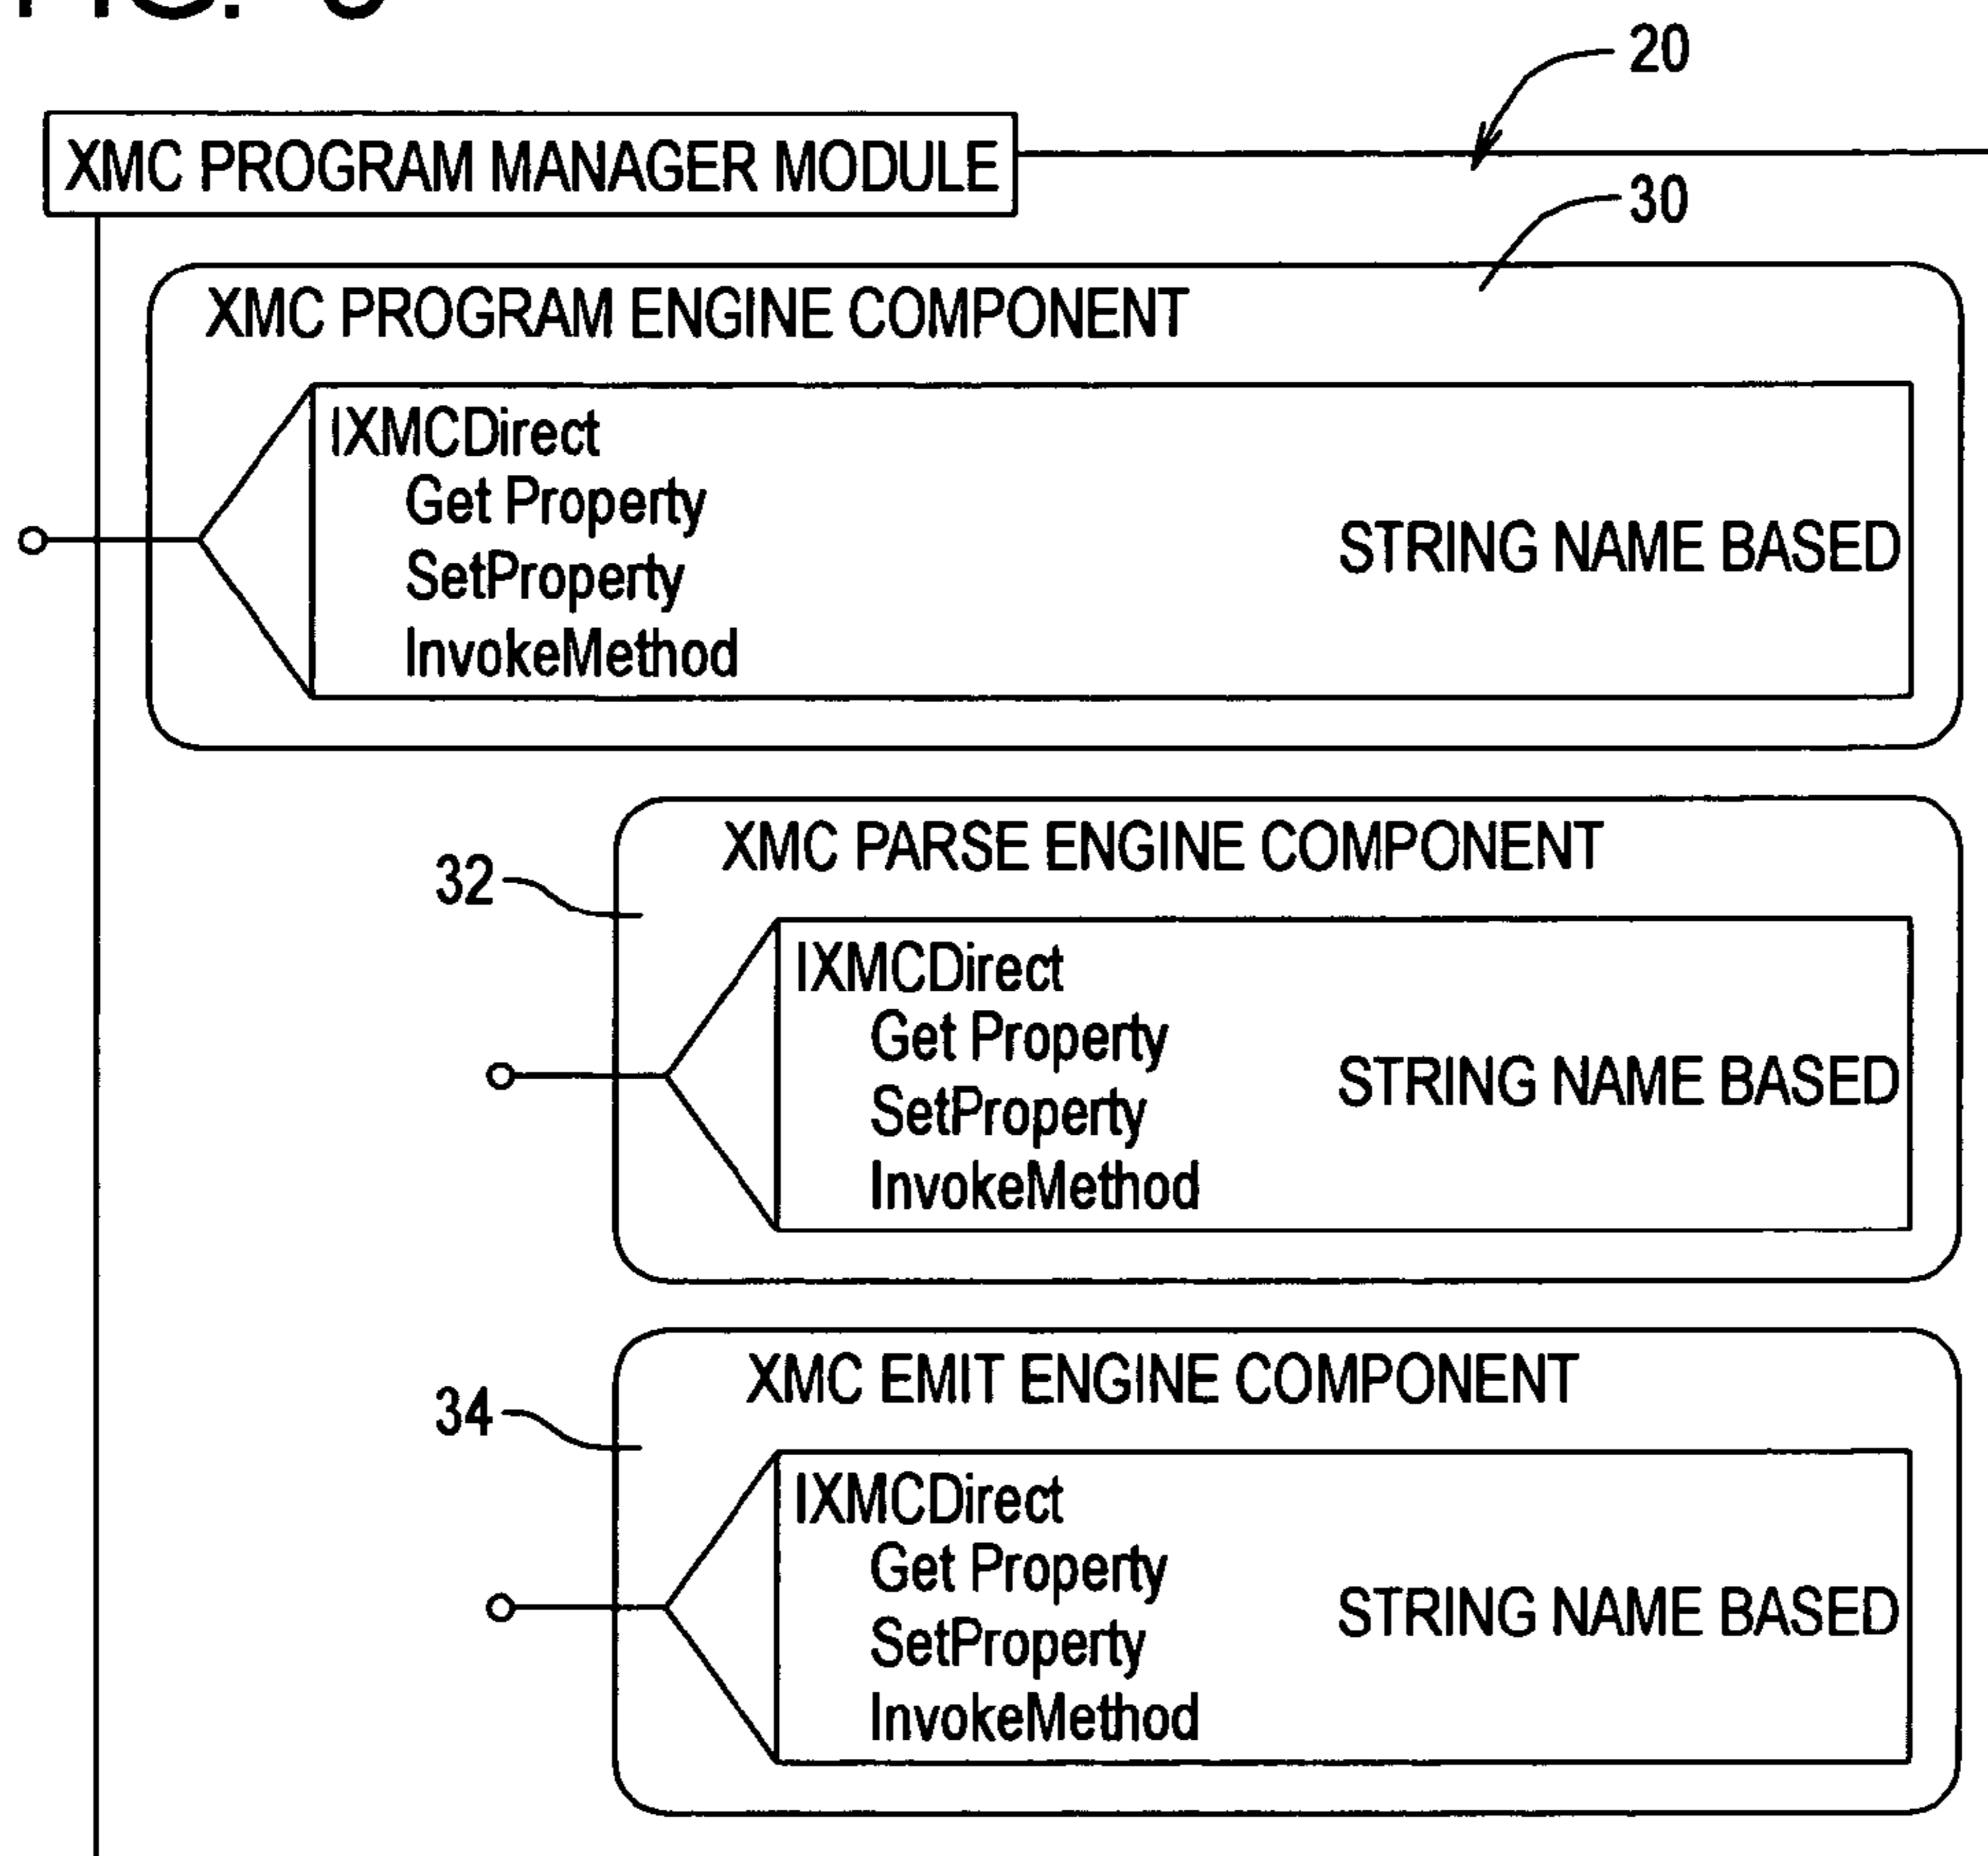 20
XMC PROGRAM MANAGER MODULE
30
XMC PROGRAM ENGINE COMPONENT
IXMCDirect
Get Property
SetProperty
InvokeMethod
STRING NAME BASED
XMC PARSE ENGINE COMPONENT
32
IXMCDirect
Get Property
SetProperty
InvokeMethod
STRING NAME BASED
XMC EMIT ENGINE COMPONENT
34
IXMCDirect
Get Property
SetProperty
InvokeMethod
STRING NAME BASED